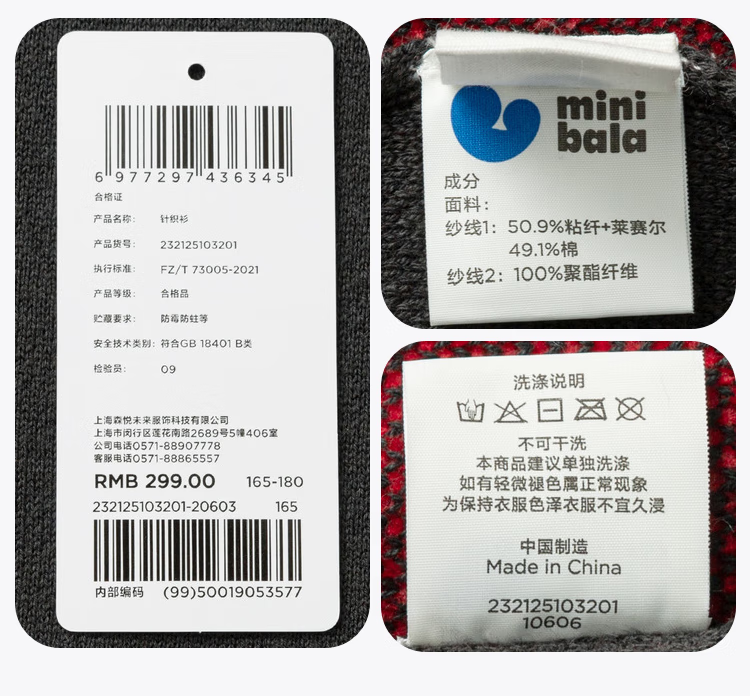 6 977297 436345
合格证
产品名称: 针织衫
产品货号: 232125103201
执行标准: FZ/T 73005-2021
产品等级: 合格品
贮藏要求: 防霉防蛀等
安全技术类别: 符合GB 18401 B类
检验员: 09
上海森悦未来服饰科技有限公司
上海市闵行区莲花南路2689号5幢406室
公司电话0571-88907778
客服电话0571-88865557
RMB 299.00 165-180
232125103201-20603 165
内部编码 (99)50019053577
mini
bala
成分
面料:
纱线1: 50.9%粘纤+莱赛尔
49.1%棉
纱线2: 100%聚酯纤维
洗涤说明
不可干洗
本商品建议单独洗涤
如有轻微褪色属正常现象
为保持衣服色泽衣服不宜久浸
中国制造
Made in China
232125103201
10606